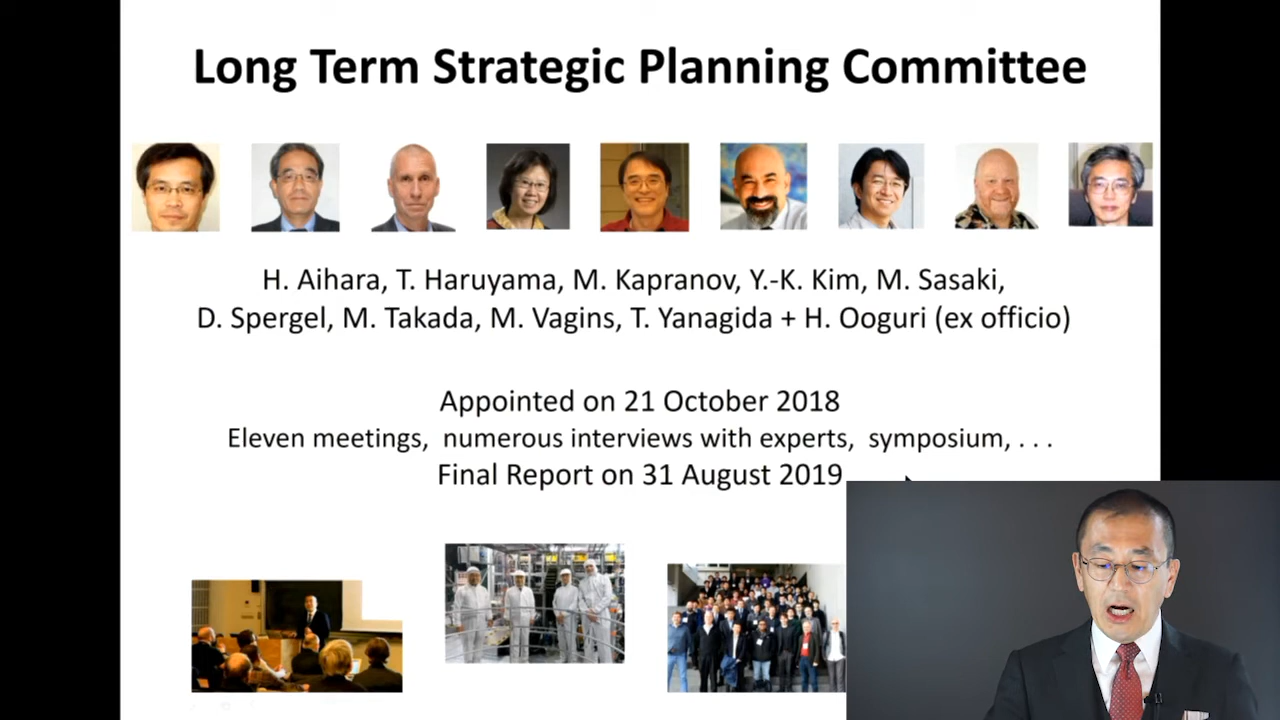 Long Term Strategic Planning Committee
H. Aihara, T. Haruyama, M. Kapranov, Y.-K. Kim, M. Sasaki,
D. Spergel, M. Takada, M. Vagins, T. Yanagida + H. Ooguri (ex officio)
Appointed on 21 October 2018
Eleven meetings, numerous interviews with experts, symposium, . . .
Final Report on 31 August 2019